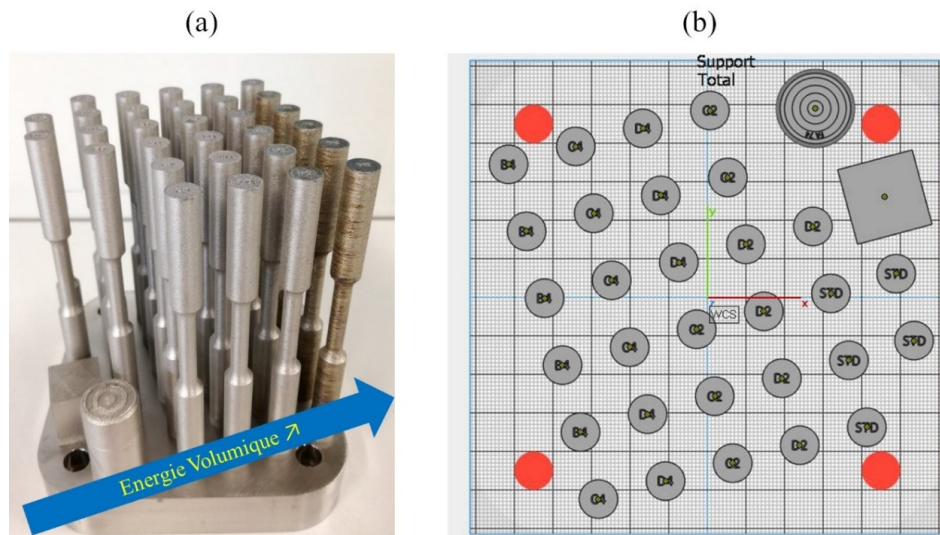 (a)
(b)
Energie Volumique ↗
Support
Total
B4 C4 D4 C2
B4 C4 D4 C2
y
B4 C4 D4 D2 D2
z
x
WCS
B4 C4 C2 D2 STD STD
B4 D4 C2 D2 STD STD
C4 D4 C2 D2 STD